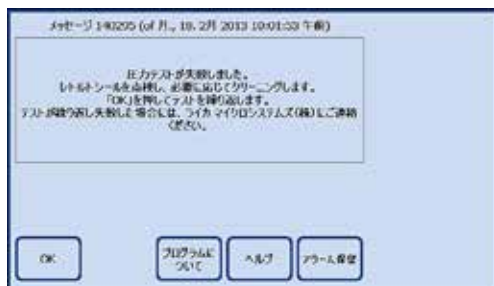 メッセージ 140295 (of 月., 18. 2月 2013 10:01:53 午前)
圧力テストが失敗しました。
レトルトシールを点検し、必要に応じてクリーニングします。
「OK」を押してテストを繰り返します。
テストが繰り返し失敗した場合には、ライカ マイクロシステムズ(株)にご連絡
ください。
OK
プログラムに
ついて
ヘルプ
アラーム保留